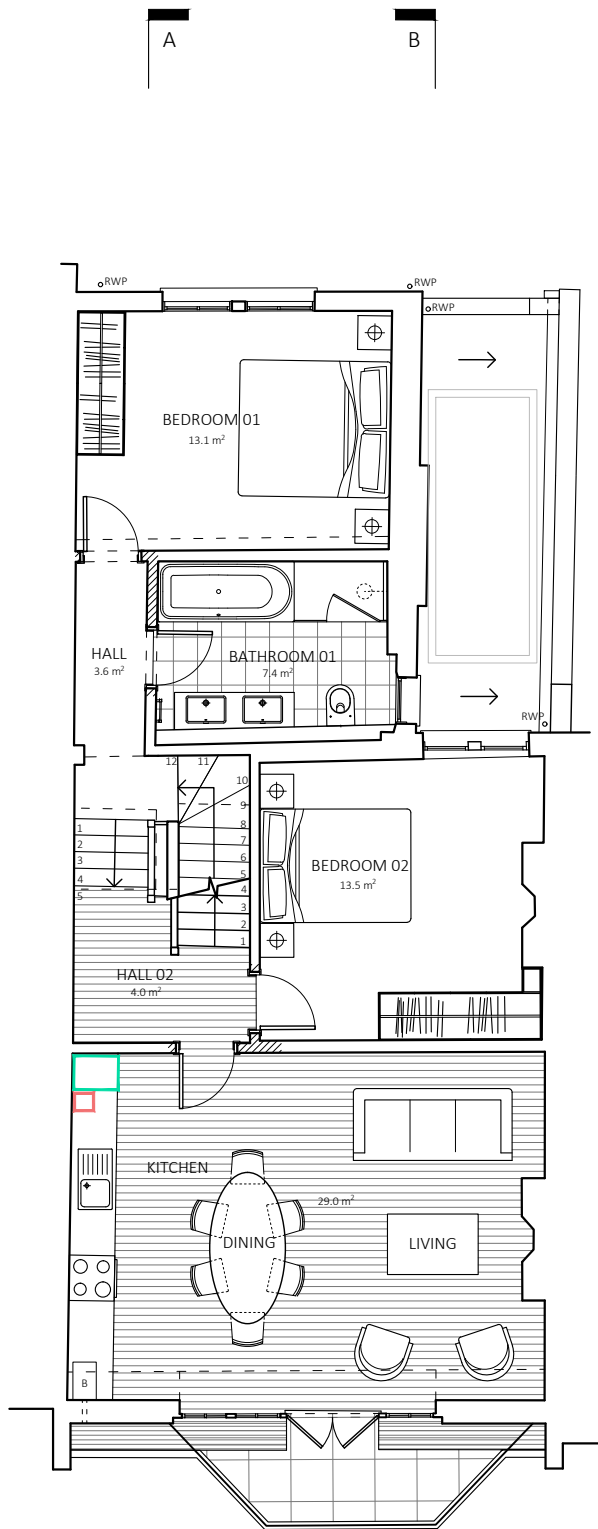 A B
RWP RWP
RWP
BEDROOM 01
13.1 m²
HALL
3.6 m²
BATHROOM 01
7.4 m²
RWP
12 11
10
9
8
7
6
5
4
3
2
1
1
2
3
4
5
BEDROOM 02
13.5 m²
HALL 02
4.0 m²
KITCHEN
29.0 m²
DINING
LIVING
B